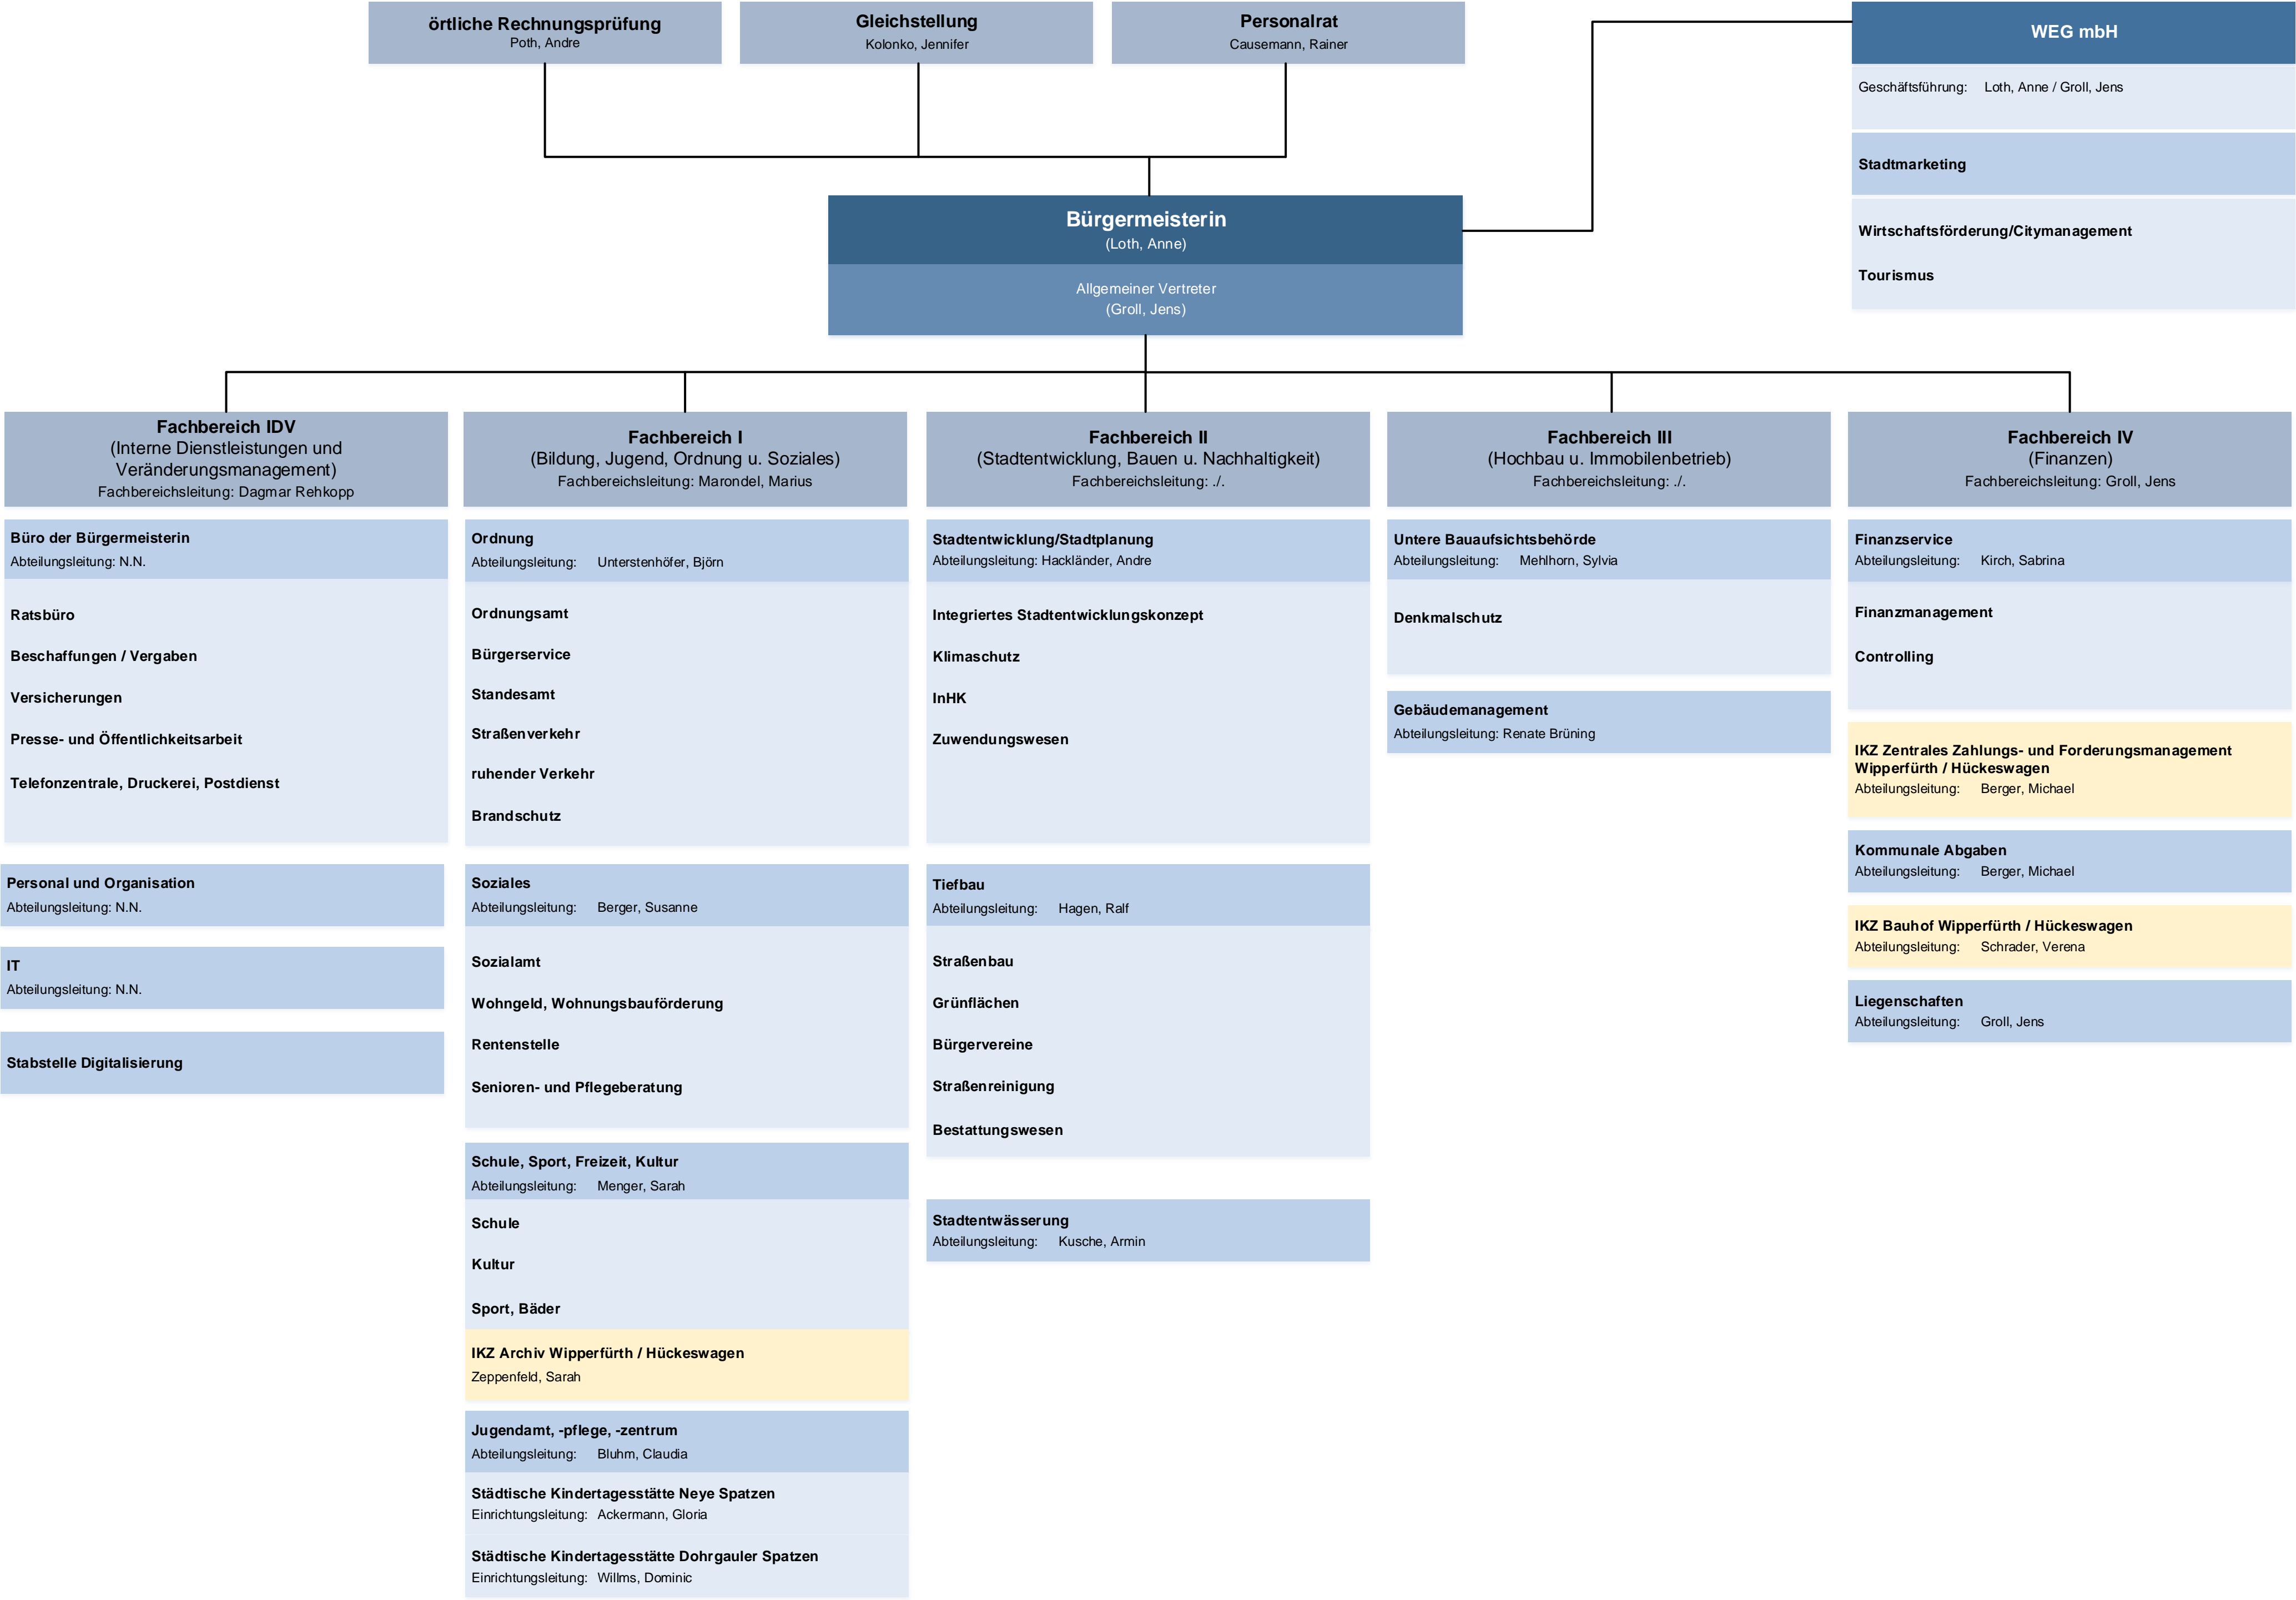 örtliche Rechnungsprüfung
Poth, Andre
Gleichstellung
Kolonko, Jennifer
Personalrat
Causemann, Rainer
WEG mbH
Geschäftsführung: Loth, Anne / Groll, Jens
Stadtmarketing
Wirtschaftsförderung/Citymanagement
Tourismus
Bürgermeisterin
(Loth, Anne)
Allgemeiner Vertreter
(Groll, Jens)
Fachbereich IDV
(Interne Dienstleistungen und
Veränderungsmanagement)
Fachbereichsleitung: Dagmar Rehkopp
Büro der Bürgermeisterin
Abteilungsleitung: N.N.
Ratsbüro
Beschaffungen / Vergaben
Versicherungen
Presse- und Öffentlichkeitsarbeit
Telefonzentrale, Druckerei, Postdienst
Personal und Organisation
Abteilungsleitung: N.N.
IT
Abteilungsleitung: N.N.
Stabstelle Digitalisierung
Fachbereich I
(Bildung, Jugend, Ordnung u. Soziales)
Fachbereichsleitung: Marondel, Marius
Ordnung
Abteilungsleitung: Unterstenhöfer, Björn
Ordnungsamt
Bürgerservice
Standesamt
Straßenverkehr
ruhender Verkehr
Brandschutz
Soziales
Abteilungsleitung: Berger, Susanne
Sozialamt
Wohngeld, Wohnungsbauförderung
Rentenstelle
Senioren- und Pflegeberatung
Schule, Sport, Freizeit, Kultur
Abteilungsleitung: Menger, Sarah
Schule
Kultur
Sport, Bäder
IKZ Archiv Wipperfürth / Hückeswagen
Zeppenfeld, Sarah
Jugendamt, -pflege, -zentrum
Abteilungsleitung: Bluhm, Claudia
Städtische Kindertagesstätte Neye Spatzen
Einrichtungsleitung: Ackermann, Gloria
Städtische Kindertagesstätte Dohrgauler Spatzen
Einrichtungsleitung: Willms, Dominic
Fachbereich II
(Stadtentwicklung, Bauen u. Nachhaltigkeit)
Fachbereichsleitung: ./.
Stadtentwicklung/Stadtplanung
Abteilungsleitung: Hackländer, Andre
Integriertes Stadtentwicklungskonzept
Klimaschutz
InHK
Zuwendungswesen
Tiefbau
Abteilungsleitung: Hagen, Ralf
Straßenbau
Grünflächen
Bürgervereine
Straßenreinigung
Bestattungswesen
Stadtentwässerung
Abteilungsleitung: Kusche, Armin
Fachbereich III
(Hochbau u. Immobilenbetrieb)
Fachbereichsleitung: ./.
Untere Bauaufsichtsbehörde
Abteilungsleitung: Mehlhorn, Sylvia
Denkmalschutz
Gebäudemanagement
Abteilungsleitung: Renate Brüning
Fachbereich IV
(Finanzen)
Fachbereichsleitung: Groll, Jens
Finanzservice
Abteilungsleitung: Kirch, Sabrina
Finanzmanagement
Controlling
IKZ Zentrales Zahlungs- und Forderungsmanagement
Wipperfürth / Hückeswagen
Abteilungsleitung: Berger, Michael
Kommunale Abgaben
Abteilungsleitung: Berger, Michael
IKZ Bauhof Wipperfürth / Hückeswagen
Abteilungsleitung: Schrader, Verena
Liegenschaften
Abteilungsleitung: Groll, Jens